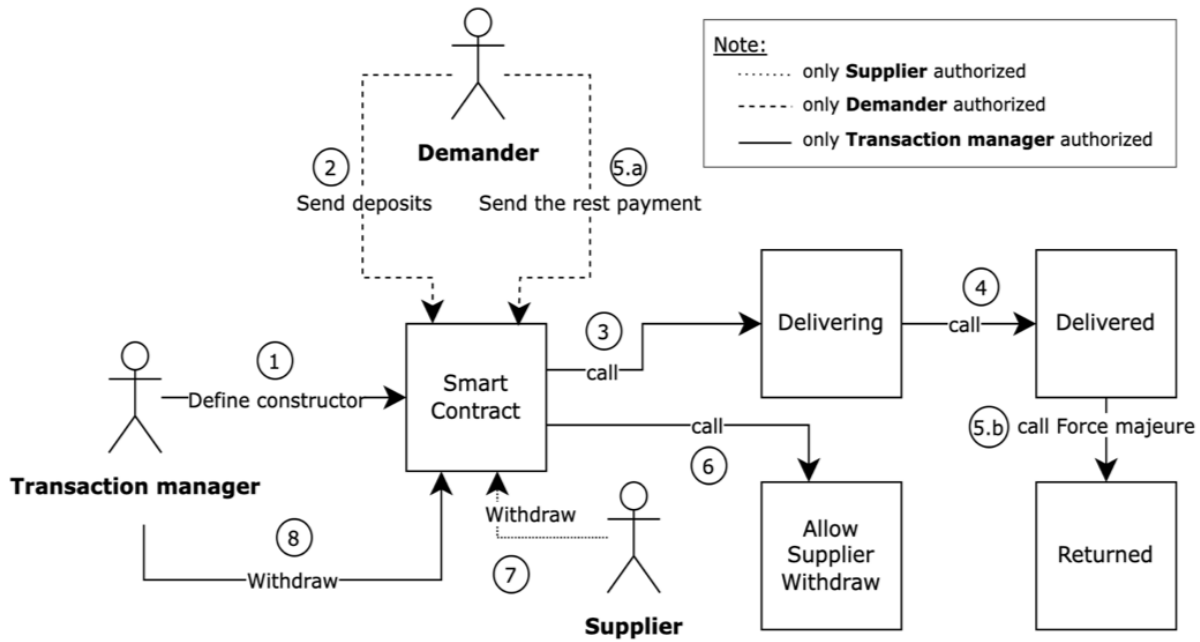 Note:
only Supplier authorized
only Demander authorized
only Transaction manager authorized
Demander
2
Send deposits
5.a
Send the rest payment
1
Define constructor
Transaction manager
Smart
Contract
3
call
Delivering
4
call
Delivered
5.b
call Force majeure
Returned
call
6
Allow
Supplier
Withdraw
Withdraw
7
Supplier
8
Withdraw